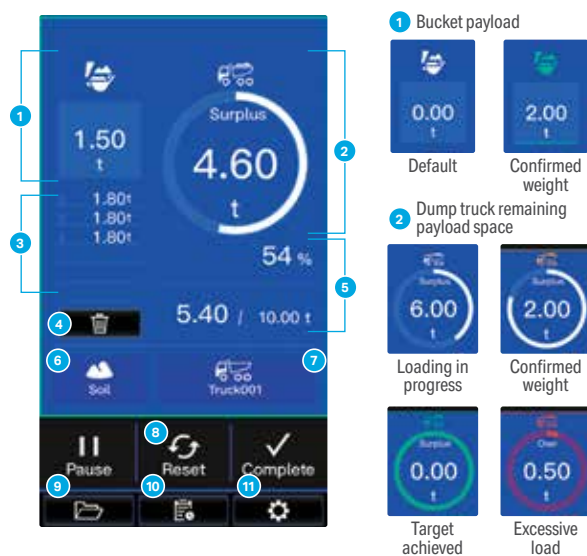 1
2
3
4
5
6
7
8
9
10
11
1.50
t
Surplus
4.60
t
1.80t
1.80t
1.80t
54 %
5.40 / 10.00 t
Soil
Truck001
Pause
Reset
Complete
1 Bucket payload
0.00
t
Default
2.00
t
Confirmed
weight
2 Dump truck remaining
payload space
Surplus
6.00
t
Loading in
progress
Surplus
2.00
t
Confirmed
weight
Surplus
0.00
t
Target
achieved
Over
0.50
t
Excessive
load